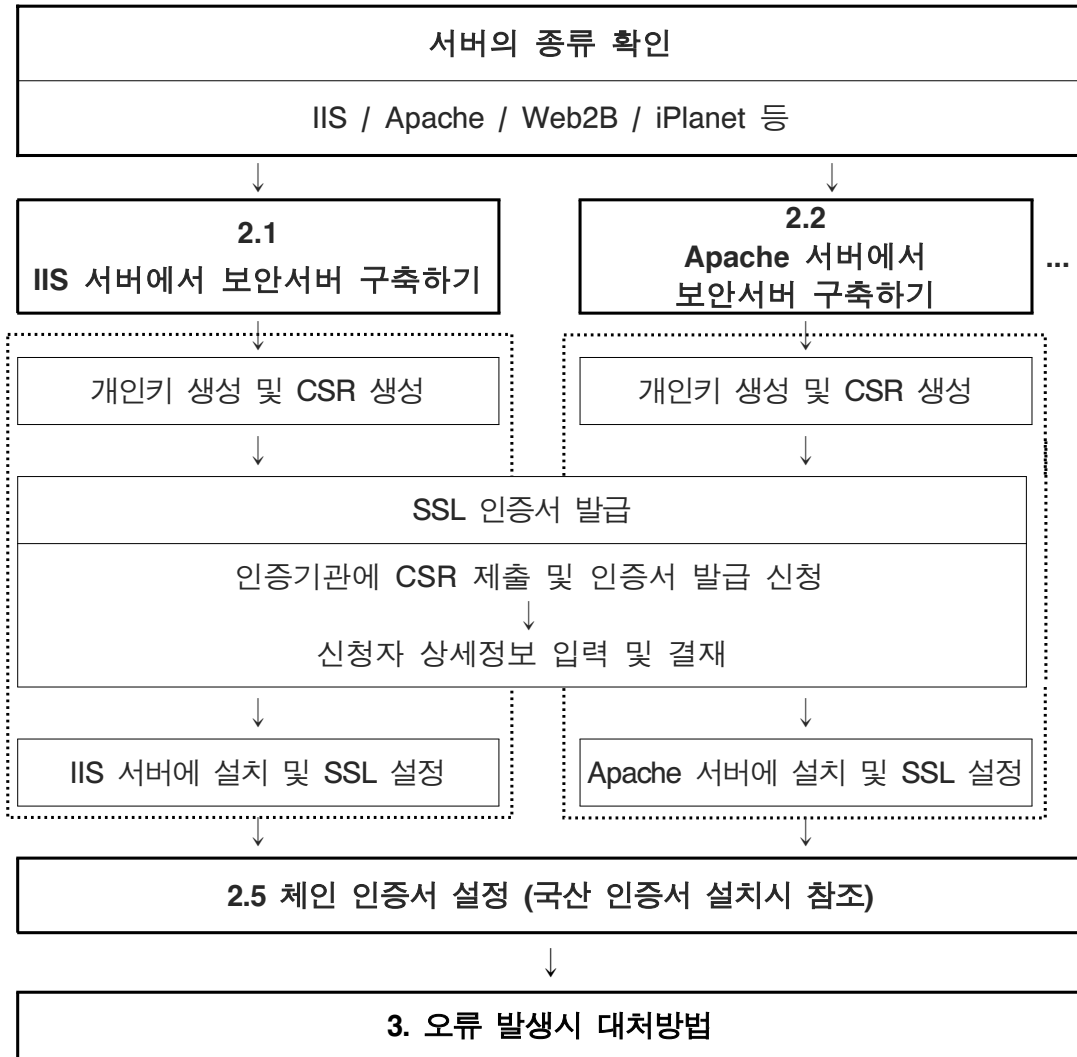 서버의 종류 확인
IIS / Apache / Web2B / iPlanet 등
↓ ↓
2.1
IIS 서버에서 보안서버 구축하기
2.2
Apache 서버에서
보안서버 구축하기
...
↓ ↓
개인키 생성 및 CSR 생성
개인키 생성 및 CSR 생성
↓ ↓
SSL 인증서 발급
인증기관에 CSR 제출 및 인증서 발급 신청
↓
신청자 상세정보 입력 및 결재
↓ ↓
IIS 서버에 설치 및 SSL 설정
Apache 서버에 설치 및 SSL 설정
↓ ↓
2.5 체인 인증서 설정 (국산 인증서 설치시 참조)
↓
3. 오류 발생시 대처방법